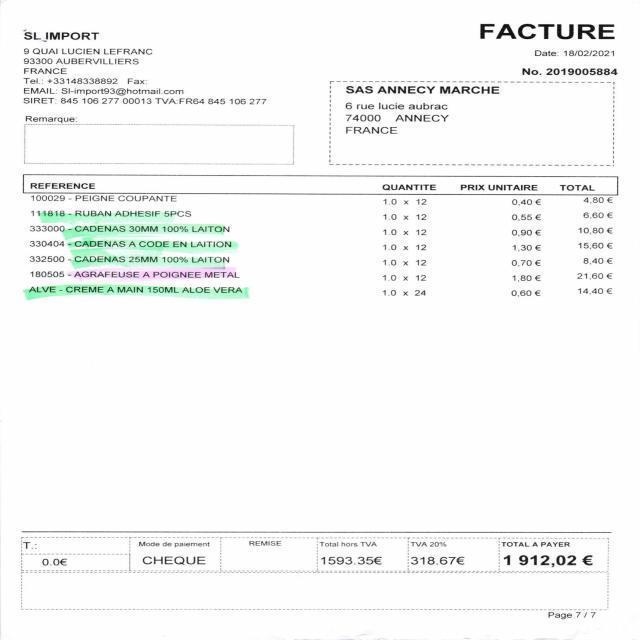 SL IMPORT
9 QUAI LUCIEN LEFRANC
93300 AUBERVILLIERS
FRANCE
Tel.: +33148338892 Fax:
EMAIL: Sl-import93@hotmail.com
SIRET: 845 106 277 00013 TVA:FR64 845 106 277
Remarque:
FACTURE
Date: 18/02/2021
No. 2019005884
SAS ANNECY MARCHE
6 rue lucie aubrac
74000 ANNECY
FRANCE
REFERENCE QUANTITE PRIX UNITAIRE TOTAL
100029 - PEIGNE COUPANTE 1.0 x 12 0,40 € 4,80 €
111818 - RUBAN ADHESIF 5PCS 1.0 x 12 0,55 € 6,60 €
333000 - CADENAS 30MM 100% LAITON 1.0 x 12 0,90 € 10,80 €
330404 - CADENAS A CODE EN LAITION 1.0 x 12 1,30 € 15,60 €
332500 - CADENAS 25MM 100% LAITON 1.0 x 12 0,70 € 8,40 €
180505 - AGRAFEUSE A POIGNEE METAL 1.0 x 12 1,80 € 21,60 €
ALVE - CREME A MAIN 150ML ALOE VERA 1.0 x 24 0,60 € 14,40 €
T.: Mode de paiement REMISE Total hors TVA TVA 20% TOTAL A PAYER
0.0€ CHEQUE 1593.35€ 318.67€ 1 912,02 €
Page 7 / 7